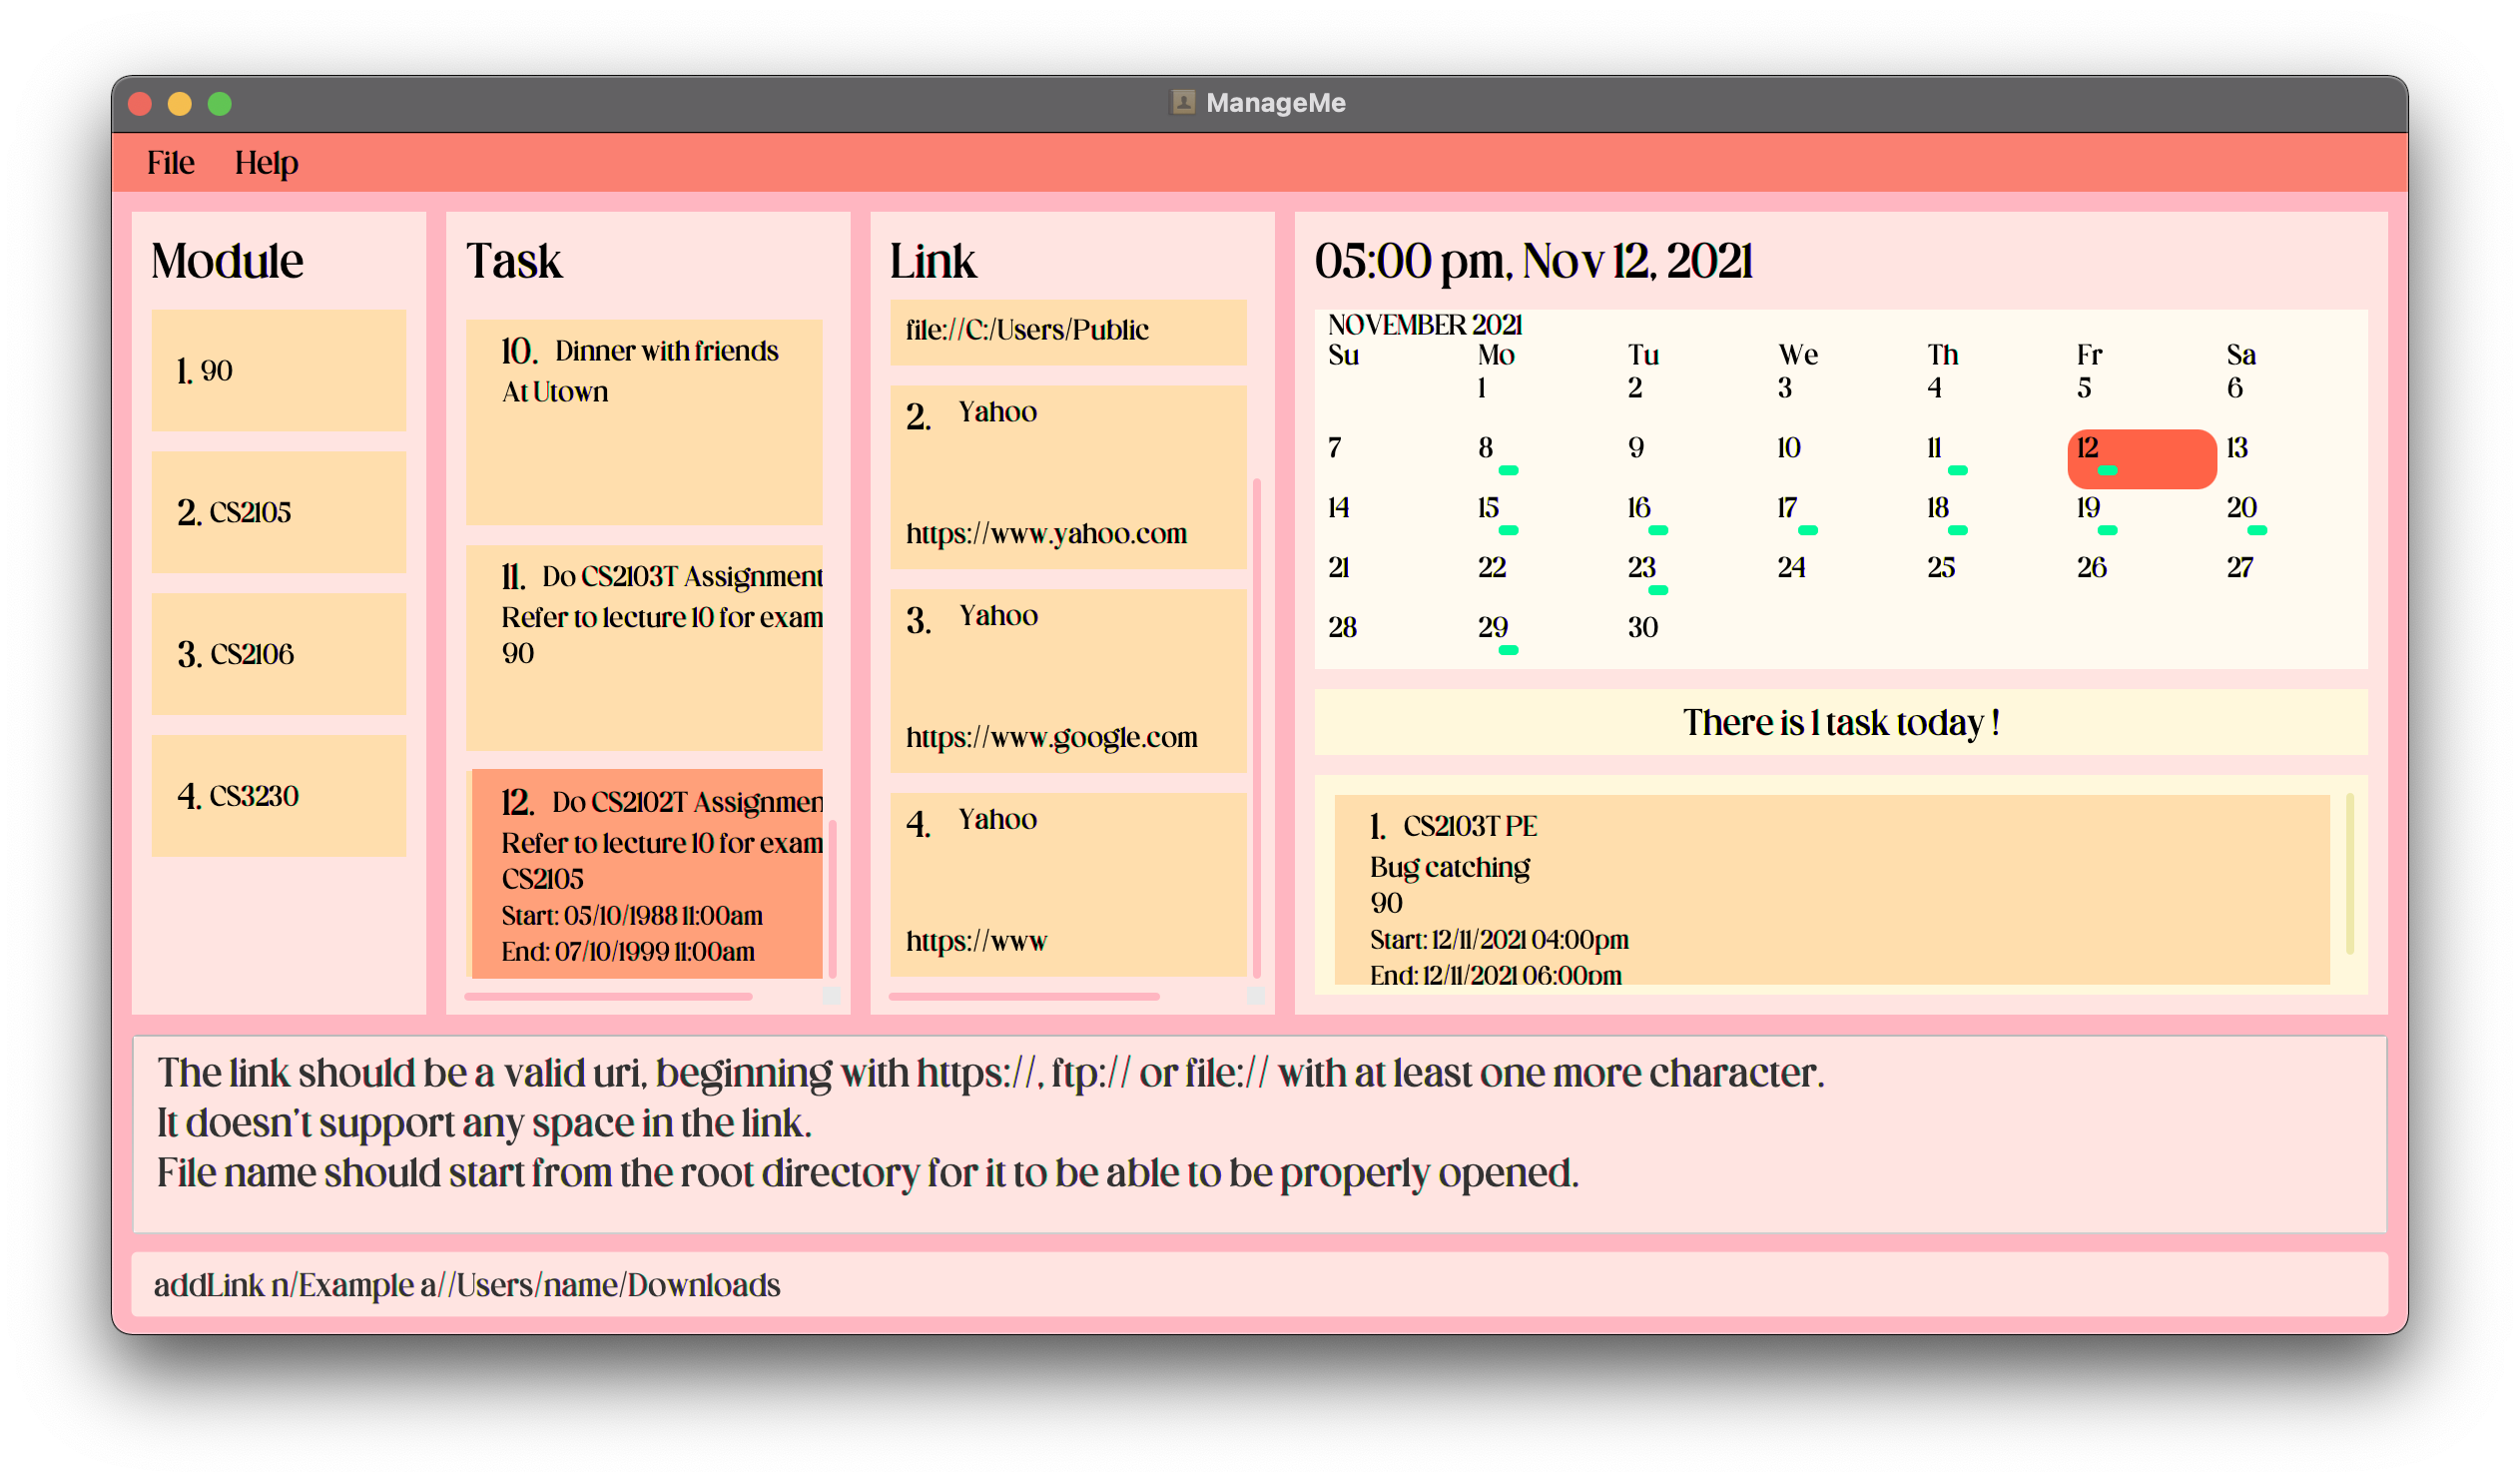 ManageMe
File Help
Module
1. 90
2. CS2105
3. CS2106
4. CS3230
Task
10. Dinner with friends
At Utown
11. Do CS2103T Assignment
Refer to lecture 10 for exam
90
12. Do CS2102T Assignmen
Refer to lecture 10 for exam
CS2105
Start: 05/10/1988 11:00am
End: 07/10/1999 11:00am
Link
file://C:/Users/Public
2. Yahoo
https://www.yahoo.com
3. Yahoo
https://www.google.com
4. Yahoo
https://www
05:00 pm, Nov 12, 2021
NOVEMBER 2021
Su Mo Tu We Th Fr Sa
1 2 3 4 5 6
7 8 9 10 11 12 13
14 15 16 17 18 19 20
21 22 23 24 25 26 27
28 29 30
There is 1 task today !
1. CS2103T PE
Bug catching
90
Start: 12/11/2021 04:00pm
End: 12/11/2021 06:00pm
The link should be a valid uri, beginning with https://, ftp:// or file:// with at least one more character.
It doesn't support any space in the link.
File name should start from the root directory for it to be able to be properly opened.
addLink n/Example a//Users/name/Downloads